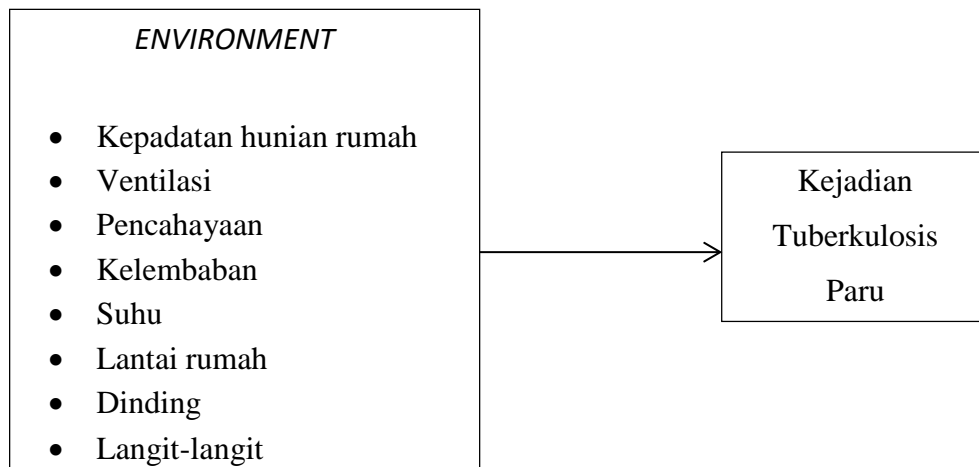 ENVIRONMENT
• Kepadatan hunian rumah
• Ventilasi
• Pencahayaan
• Kelembaban
• Suhu
• Lantai rumah
• Dinding
• Langit-langit
Kejadian
Tuberkulosis
Paru